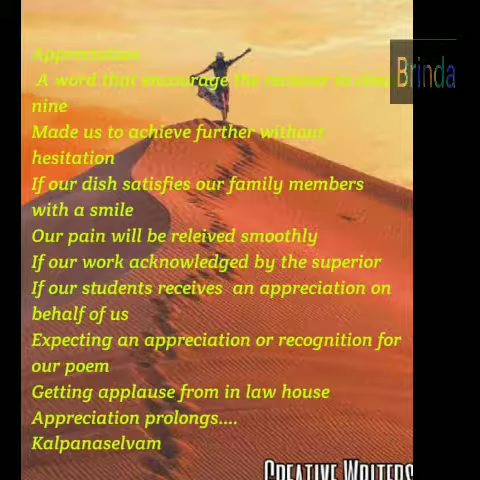 Appreciation
A word that encourage the reciever to cloud
nine
Made us to achieve further without
hesitation
If our dish satisfies our family members
with a smile
Our pain will be releived smoothly
If our work acknowledged by the superior
If our students receives an appreciation on
behalf of us
Expecting an appreciation or recognition for
our poem
Getting applause from in law house
Appreciation prolongs....
Kalpanaselvam
Brinda
CREATIVE WRITERS